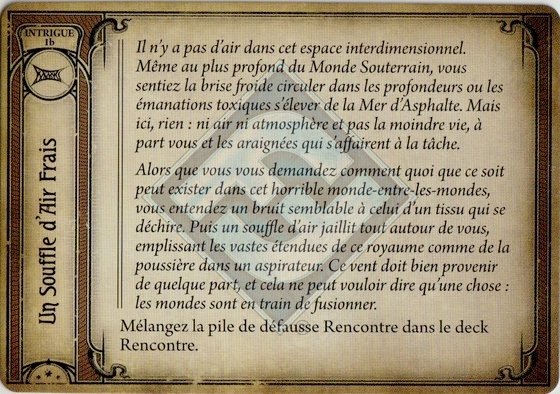 INTRIGUE
1b
Un Souffle d'Air Frais
Il n'y a pas d'air dans cet espace interdimensionnel.
Même au plus profond du Monde Souterrain, vous
sentiez la brise froide circuler dans les profondeurs ou les
émanations toxiques s'élever de la Mer d'Asphalte. Mais
ici, rien : ni air ni atmosphère et pas la moindre vie, à
part vous et les araignées qui s'affairent à la tâche.
Alors que vous vous demandez comment quoi que ce soit
peut exister dans cet horrible monde-entre-les-mondes,
vous entendez un bruit semblable à celui d'un tissu qui se
déchire. Puis un souffle d'air jaillit tout autour de vous,
emplissant les vastes étendues de ce royaume comme de la
poussière dans un aspirateur. Ce vent doit bien provenir
de quelque part, et cela ne peut vouloir dire qu'une chose :
les mondes sont en train de fusionner.
Mélangez la pile de défausse Rencontre dans le deck
Rencontre.